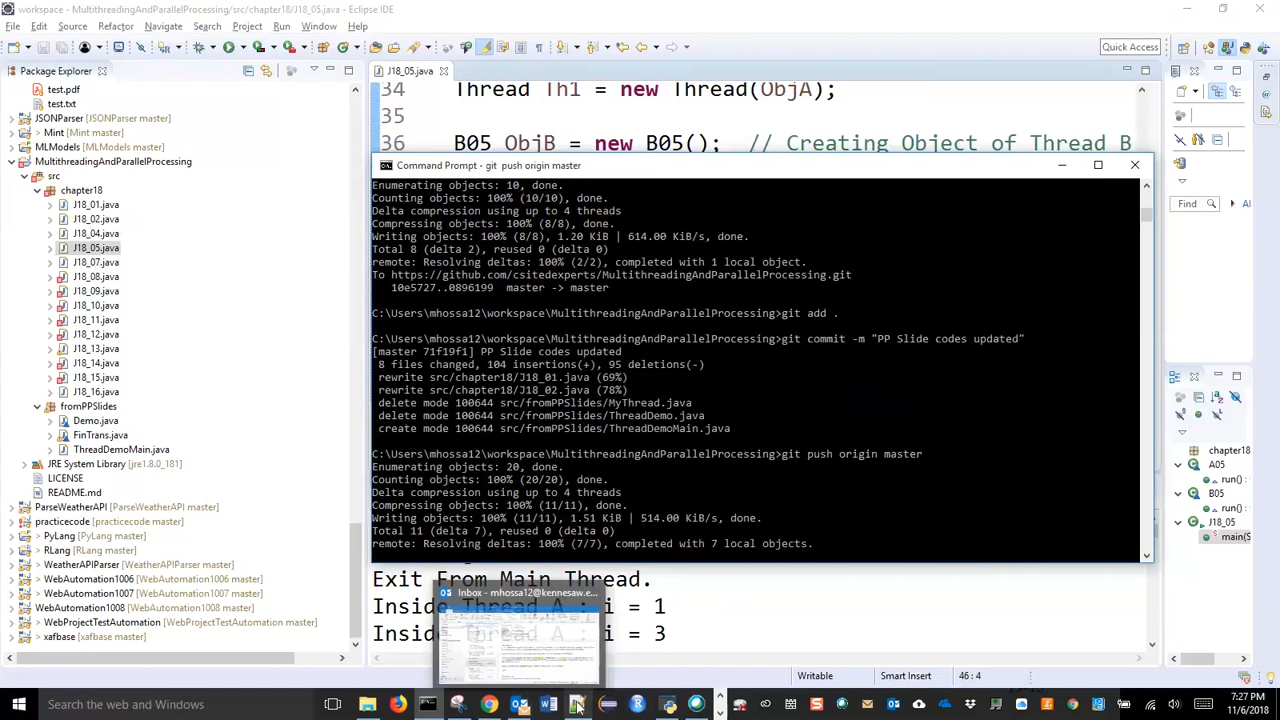 workspace - MultithreadingAndParallelProcessing/src/chapter18/J18_05.java - Eclipse IDE
File Edit Source Refactor Navigate Search Project Run Window Help
Quick Access
Package Explorer
test.pdf
test.txt
JSONParser (JSONParser master)
Mint (Mint master)
MLModels (MLModels master)
MultithreadingAndParallelProcessing
src
chapter18
J18_01.java
J18_02.java
J18_04.java
J18_05.java
J18_07.java
J18_08.java
J18_09.java
J18_10.java
J18_11.java
J18_12.java
J18_13.java
J18_14.java
J18_15.java
J18_16.java
fromPPSlides
Demo.java
FinTrans.java
ThreadDemoMain.java
JRE System Library [jre1.8.0_181]
LICENSE
README.md
ParseWeatherAPI (ParseWeatherAPI master)
practicecode (practicecode master)
PyLang (PyLang master)
RLang (RLang master)
WeatherAPIParser (WeatherAPIParser master)
WebAutomation1006 (WebAutomation1006 master)
WebAutomation1007 (WebAutomation1007 master)
WebAutomation1008 (WebAutomation1008 master)
WebProjectTestAutomation (WebProjectTestAutomation master)
xafbase (xafbase master)
J18_05.java
34 Thread Th1 = new Thread(ObjA);
35
36 B05 ObjB = new B05(); // Creating Object of Thread B
Command Prompt - git push origin master
Enumerating objects: 10, done.
Counting objects: 100% (10/10), done.
Delta compression using up to 4 threads
Compressing objects: 100% (8/8), done.
Writing objects: 100% (8/8), 1.20 KiB | 614.00 KiB/s, done.
Total 8 (delta 2), reused 0 (delta 0)
remote: Resolving deltas: 100% (2/2), completed with 1 local object.
To https://github.com/csitedexperts/MultithreadingAndParallelProcessing.git
10e5727..0896199 master -> master
C:\Users\mhossa12\workspace\MultithreadingAndParallelProcessing>git add .
C:\Users\mhossa12\workspace\MultithreadingAndParallelProcessing>git commit -m "PP Slide codes updated"
[master 71f19f1] PP Slide codes updated
8 files changed, 104 insertions(+), 95 deletions(-)
rewrite src/chapter18/J18_01.java (69%)
rewrite src/chapter18/J18_02.java (78%)
delete mode 100644 src/fromPPSlides/MyThread.java
delete mode 100644 src/fromPPSlides/ThreadDemo.java
create mode 100644 src/fromPPSlides/ThreadDemoMain.java
C:\Users\mhossa12\workspace\MultithreadingAndParallelProcessing>git push origin master
Enumerating objects: 20, done.
Counting objects: 100% (20/20), done.
Delta compression using up to 4 threads
Compressing objects: 100% (11/11), done.
Writing objects: 100% (11/11), 1.51 KiB | 514.00 KiB/s, done.
Total 11 (delta 7), reused 0 (delta 0)
remote: Resolving deltas: 100% (7/7), completed with 7 local objects.
Exit From Main Thread.
Inside Thread A : i = 1
Inside Thread A : i = 2
Inbox - mhossa12@kennesaw.e...
Find
Al
chapter18
A05
run() :
B05
run() :
J18_05
main(S
Writable
Smart Insert
Search Windows
7:27 PM
11/6/2018